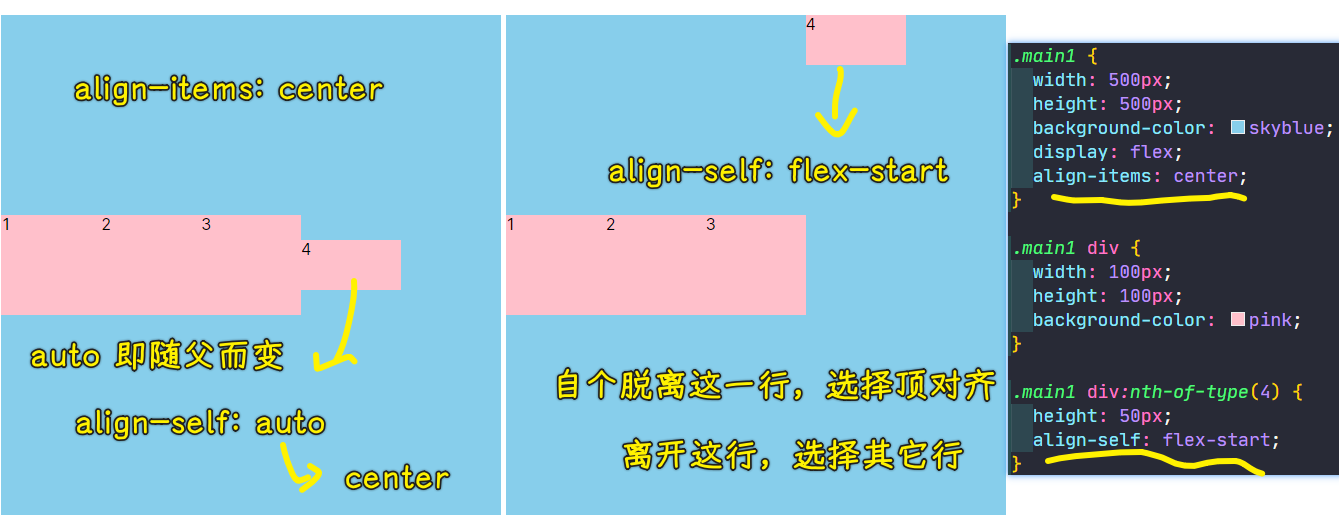 align-items: center
1 2 3
4
auto 即随父而变
align-self: auto
center
4
align-self: flex-start
1 2 3
自个脱离这一行，选择顶对齐
离开这行，选择其它行
.main1 {
width: 500px;
height: 500px;
background-color: skyblue;
display: flex;
align-items: center;
}
.main1 div {
width: 100px;
height: 100px;
background-color: pink;
}
.main1 div:nth-of-type(4) {
height: 50px;
align-self: flex-start;
}